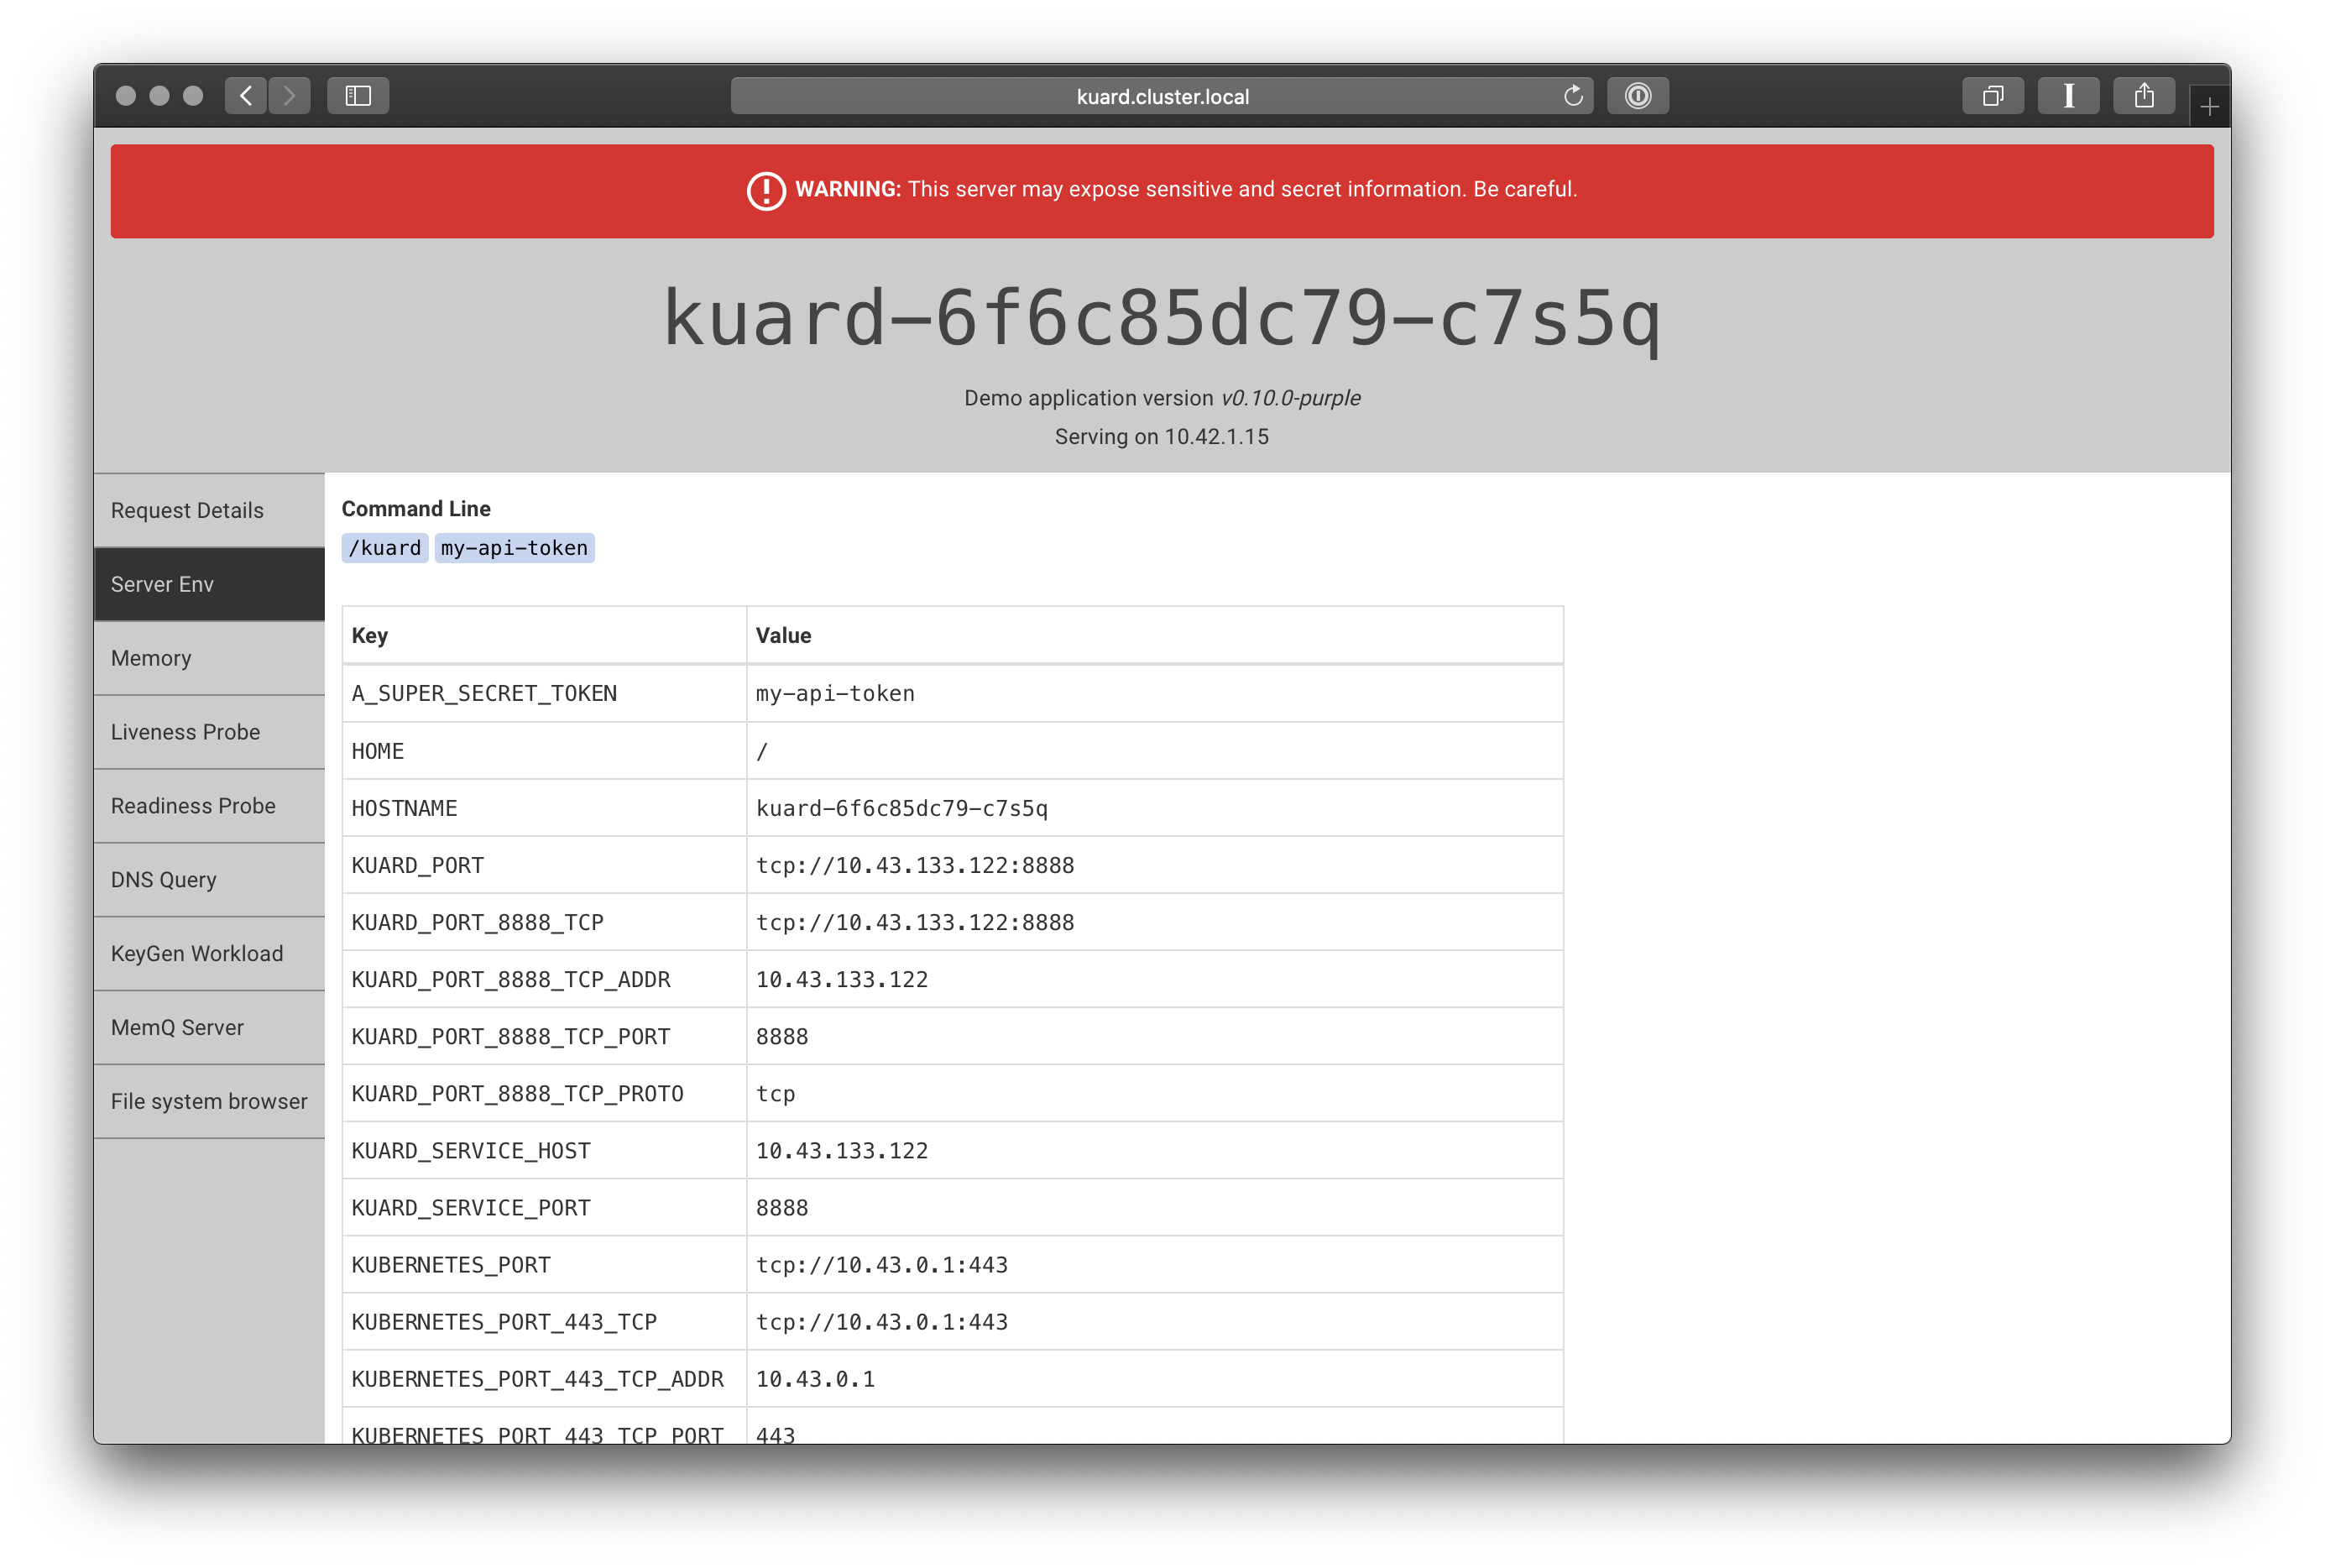 kuard.cluster.local
WARNING: This server may expose sensitive and secret information. Be careful.
kuard-6f6c85dc79-c7s5q
Demo application version v0.10.0-purple
Serving on 10.42.1.15
Request Details
Server Env
Memory
Liveness Probe
Readiness Probe
DNS Query
KeyGen Workload
MemQ Server
File system browser
Command Line
/kuard my-api-token
Key Value
A_SUPER_SECRET_TOKEN my-api-token
HOME /
HOSTNAME kuard-6f6c85dc79-c7s5q
KUARD_PORT tcp://10.43.133.122:8888
KUARD_PORT_8888_TCP tcp://10.43.133.122:8888
KUARD_PORT_8888_TCP_ADDR 10.43.133.122
KUARD_PORT_8888_TCP_PORT 8888
KUARD_PORT_8888_TCP_PROTO tcp
KUARD_SERVICE_HOST 10.43.133.122
KUARD_SERVICE_PORT 8888
KUBERNETES_PORT tcp://10.43.0.1:443
KUBERNETES_PORT_443_TCP tcp://10.43.0.1:443
KUBERNETES_PORT_443_TCP_ADDR 10.43.0.1
KUBERNETES_PORT_443_TCP_PORT 443